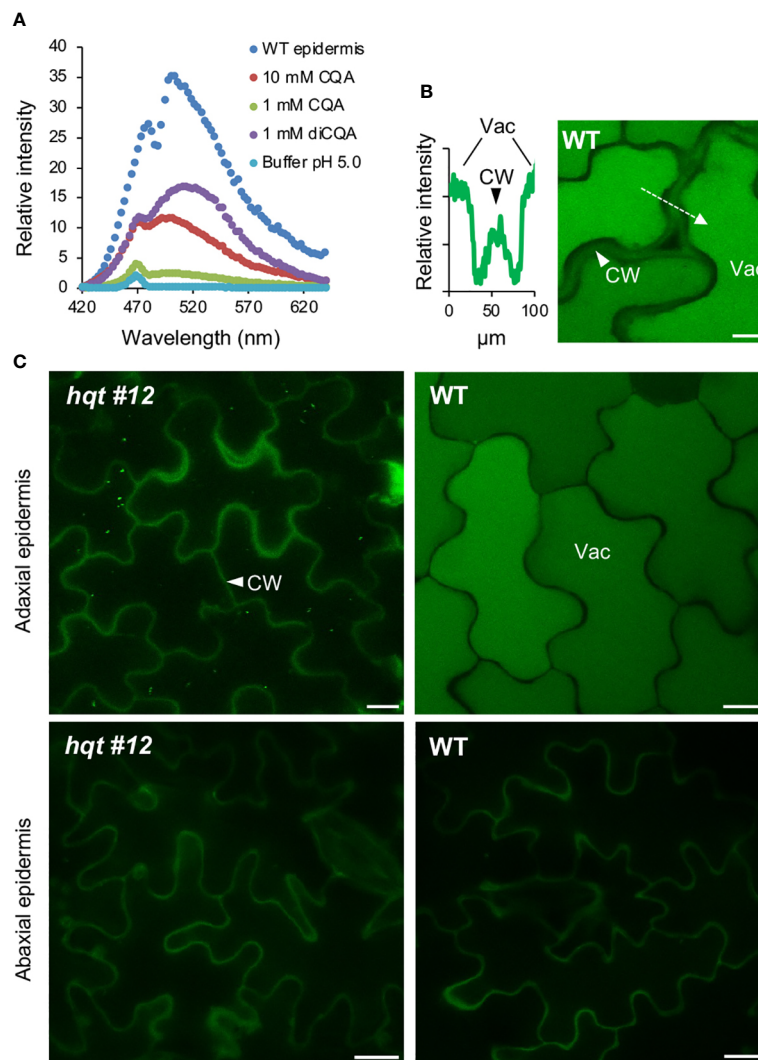 A
40
35
30
25
20
15
10
5
0
Relative intensity
420 470 520 570 620
Wavelength (nm)
WT epidermis
10 mM CQA
1 mM CQA
1 mM diCQA
Buffer pH 5.0
B
Relative intensity
Vac
CW
0 50 100
µm
WT
CW
Vac
C
Adaxial epidermis
hqt #12
CW
WT
Vac
Abaxial epidermis
hqt #12
WT